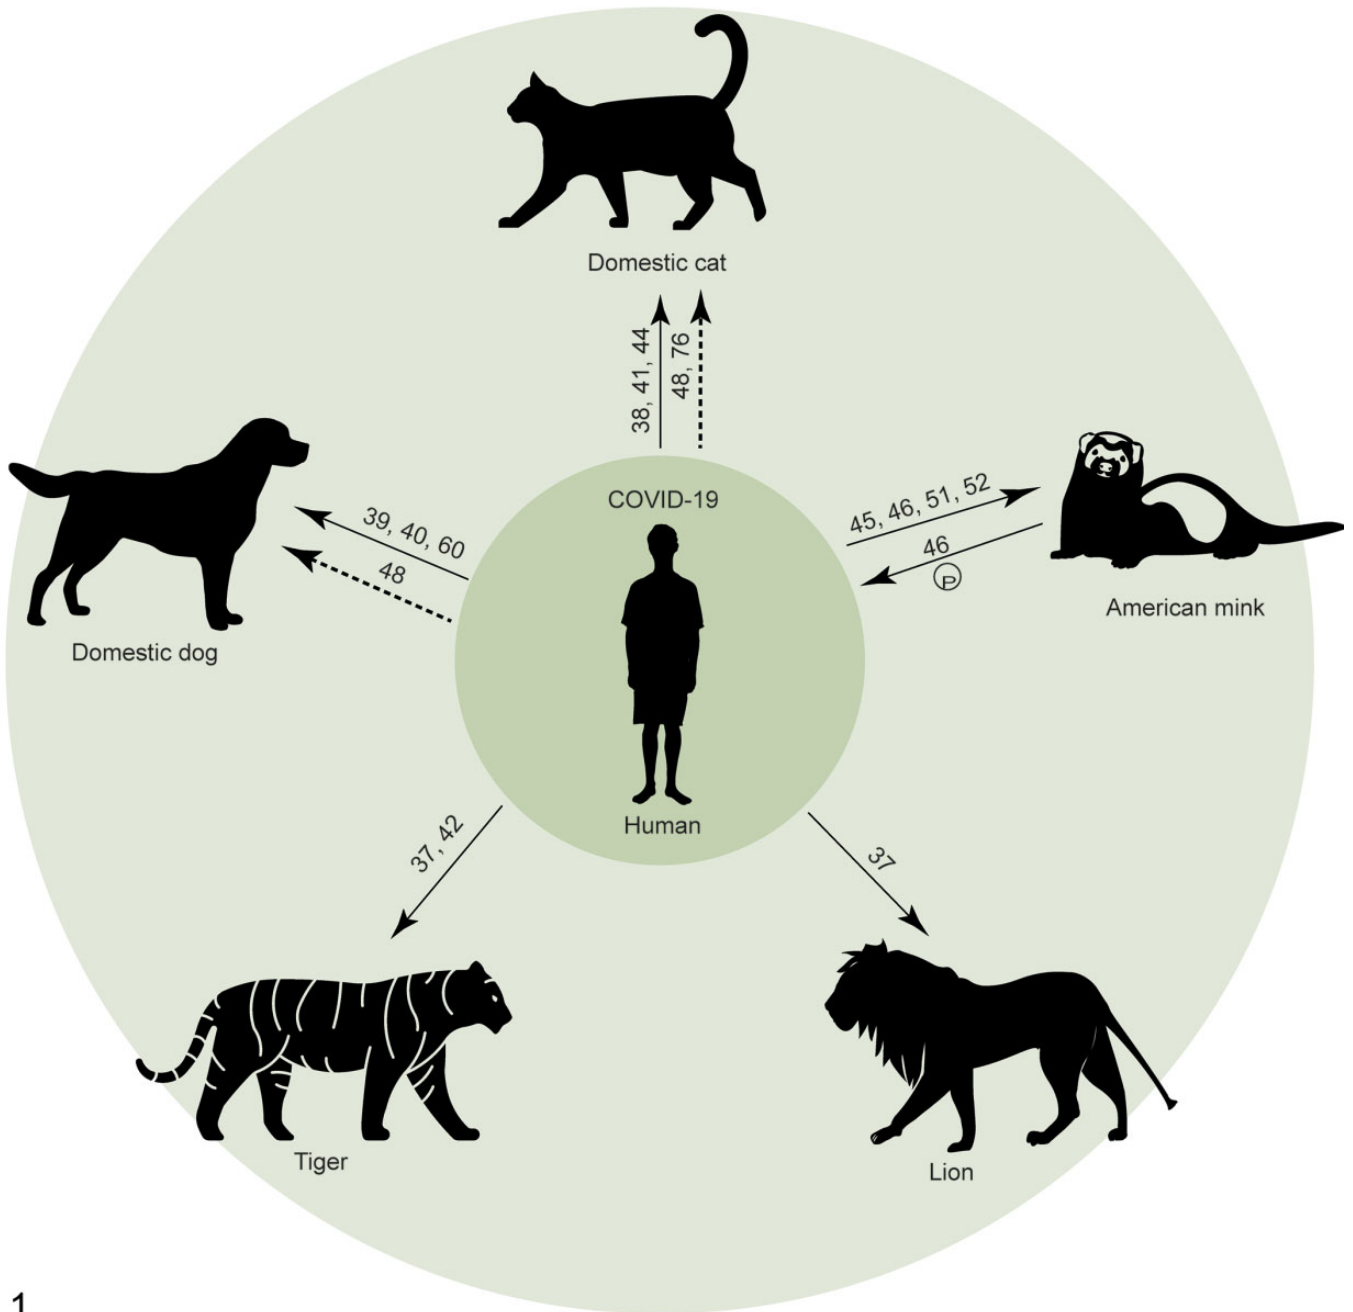 Domestic cat
38, 41, 44
48, 76
COVID-19
39, 40, 60
48
45, 46, 51, 52
46
P
American mink
Domestic dog
Human
37, 42
37
Tiger
Lion
1